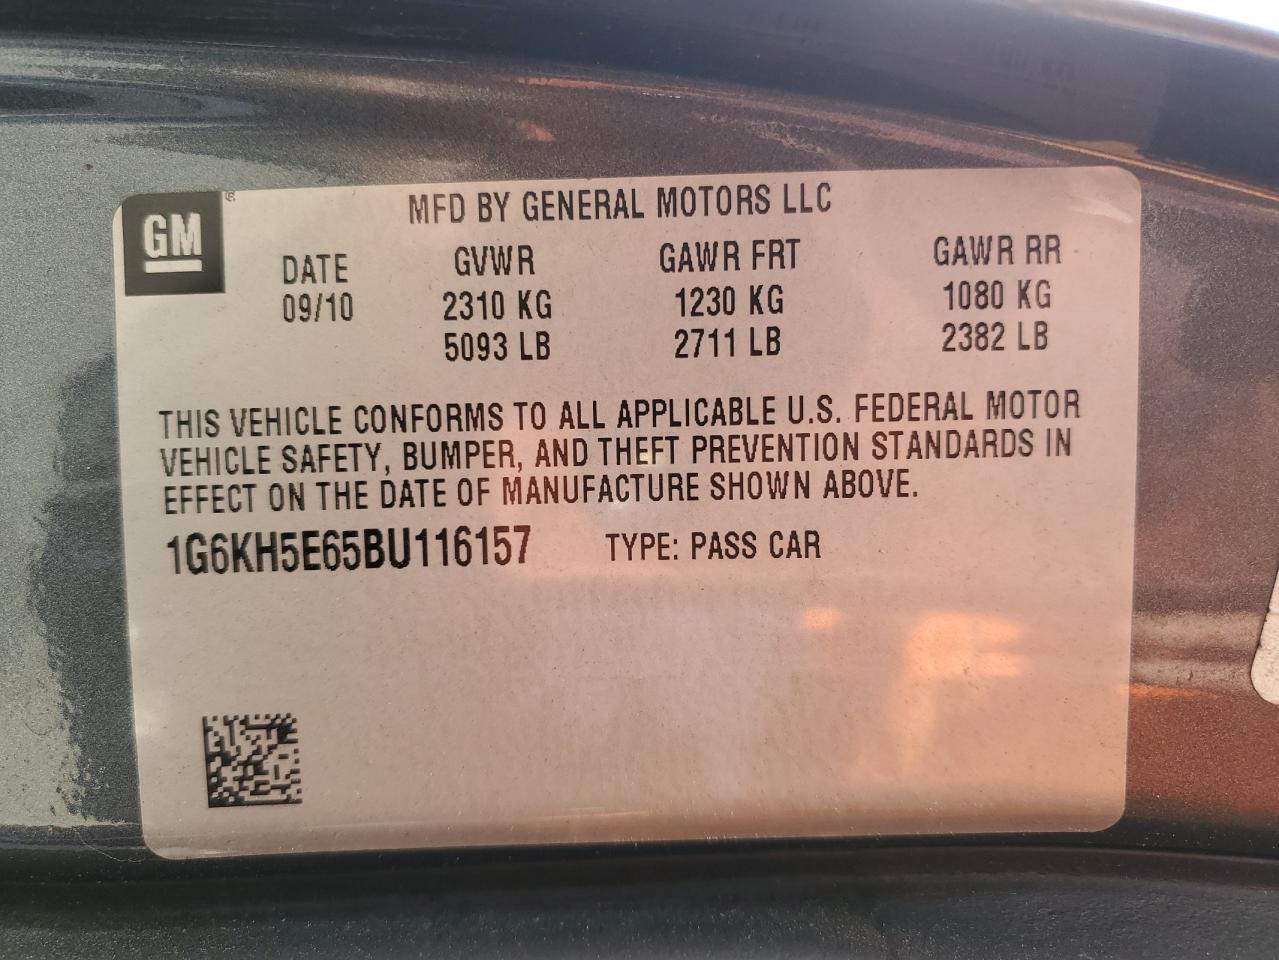 GM ®
MFD BY GENERAL MOTORS LLC
DATE GVWR GAWR FRT GAWR RR
09/10 2310 KG 1230 KG 1080 KG
5093 LB 2711 LB 2382 LB
THIS VEHICLE CONFORMS TO ALL APPLICABLE U.S. FEDERAL MOTOR
VEHICLE SAFETY, BUMPER, AND THEFT PREVENTION STANDARDS IN
EFFECT ON THE DATE OF MANUFACTURE SHOWN ABOVE.
1G6KH5E65BU116157 TYPE: PASS CAR